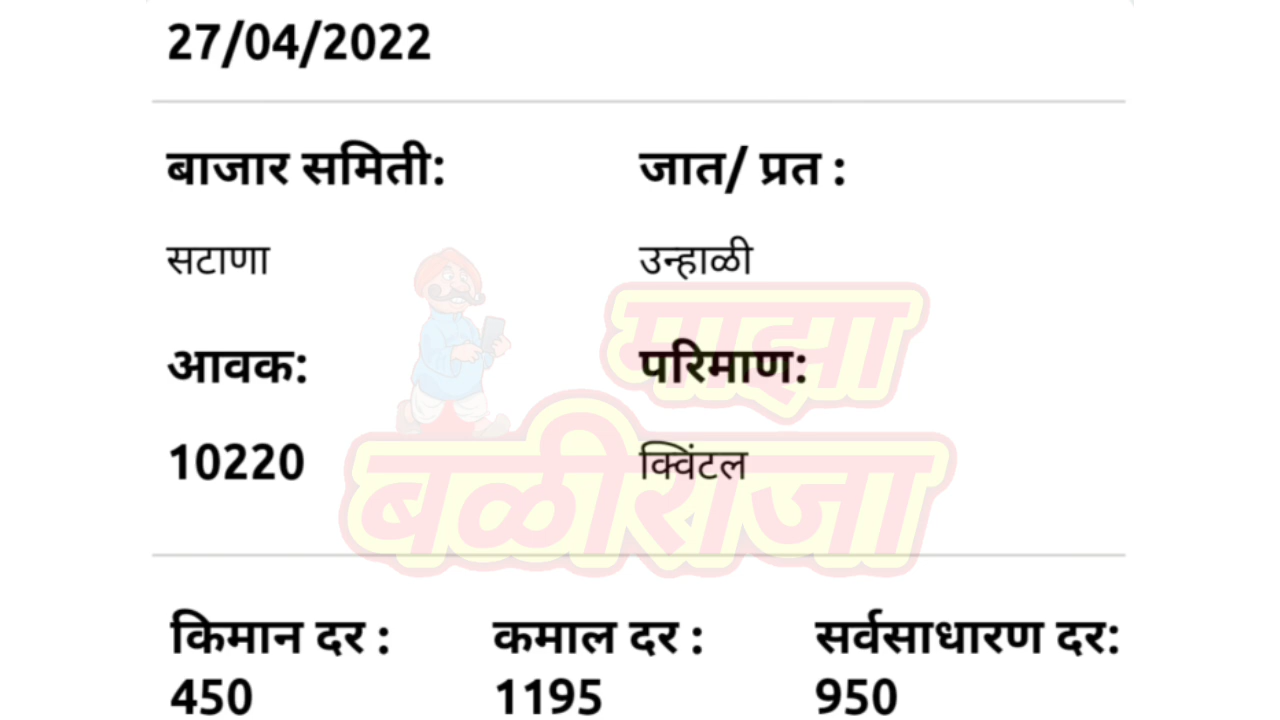 27/04/2022
बाजार समिती: जात/ प्रत :
सटाणा उन्हाळी
माझा
आवक: परिमाण:
बळीराजा
10220 क्विंटल
किमान दर : कमाल दर : सर्वसाधारण दर:
450 1195 950